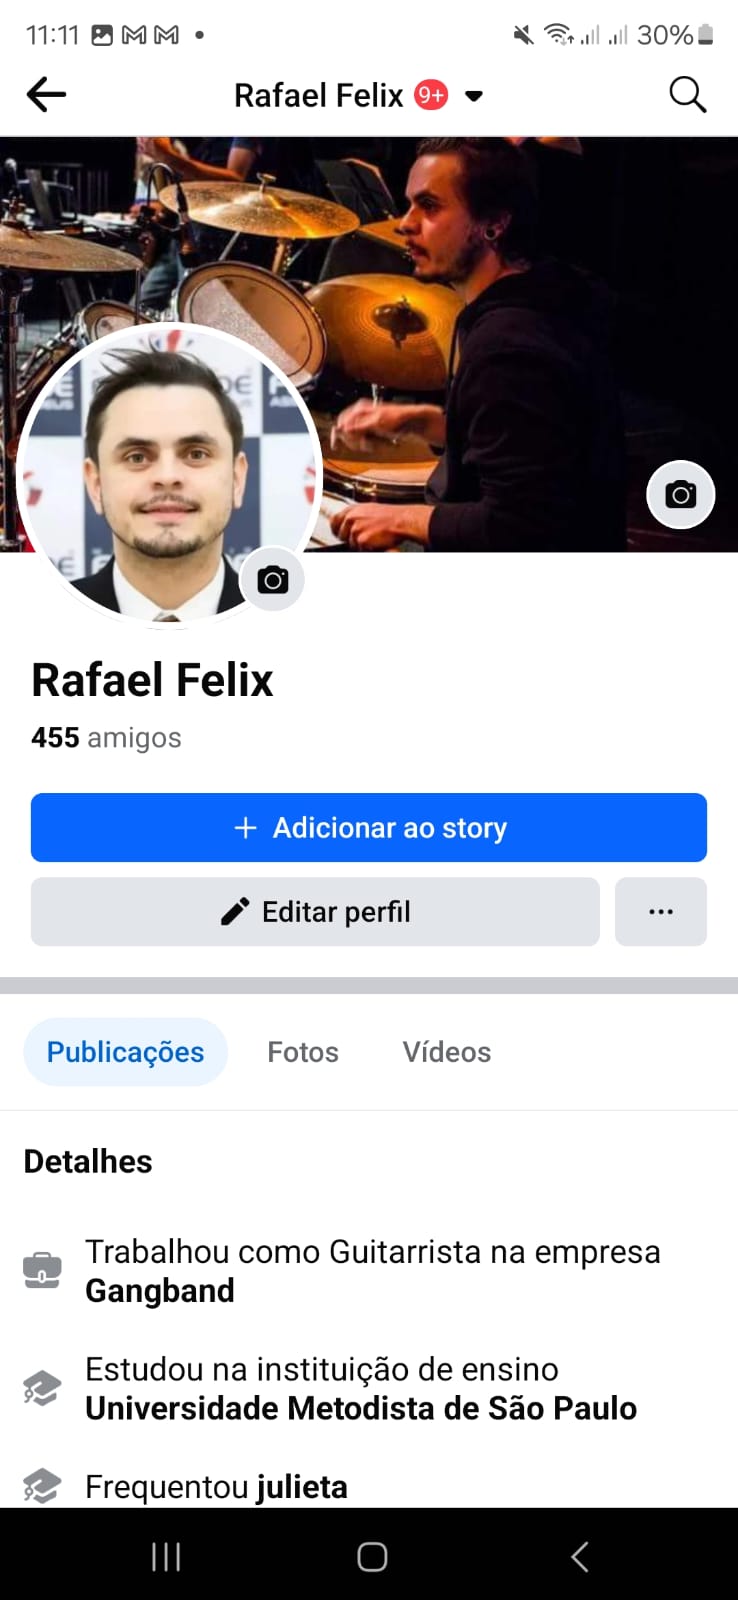 11:11 30%
Rafael Felix 9+
Rafael Felix
455 amigos
+ Adicionar ao story
Editar perfil
Publicações Fotos Vídeos
Detalhes
Trabalhou como Guitarrista na empresa
Gangband
Estudou na instituição de ensino
Universidade Metodista de São Paulo
Frequentou julieta